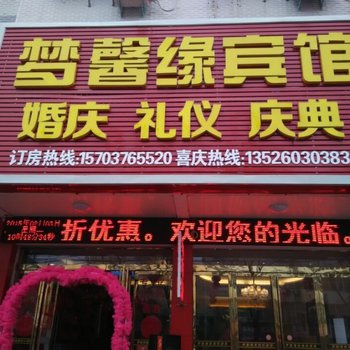 梦馨缘宾馆
婚庆 礼仪 庆典
订房热线:15703765520 喜庆热线:13526030383
折优惠。欢迎您的光临。